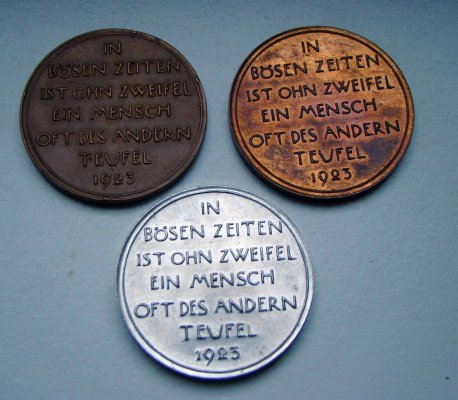 IN
BÖSEN ZEITEN
IST OHN ZWEIFEL
EIN MENSCH
OFT DES ANDERN
TEUFEL
1923
IN
BÖSEN ZEITEN
IST OHN ZWEIFEL
EIN MENSCH
OFT DES ANDERN
TEUFEL
1923
IN
BÖSEN ZEITEN
IST OHN ZWEIFEL
EIN MENSCH
OFT DES ANDERN
TEUFEL
1923